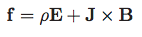 f = ρE + J × B